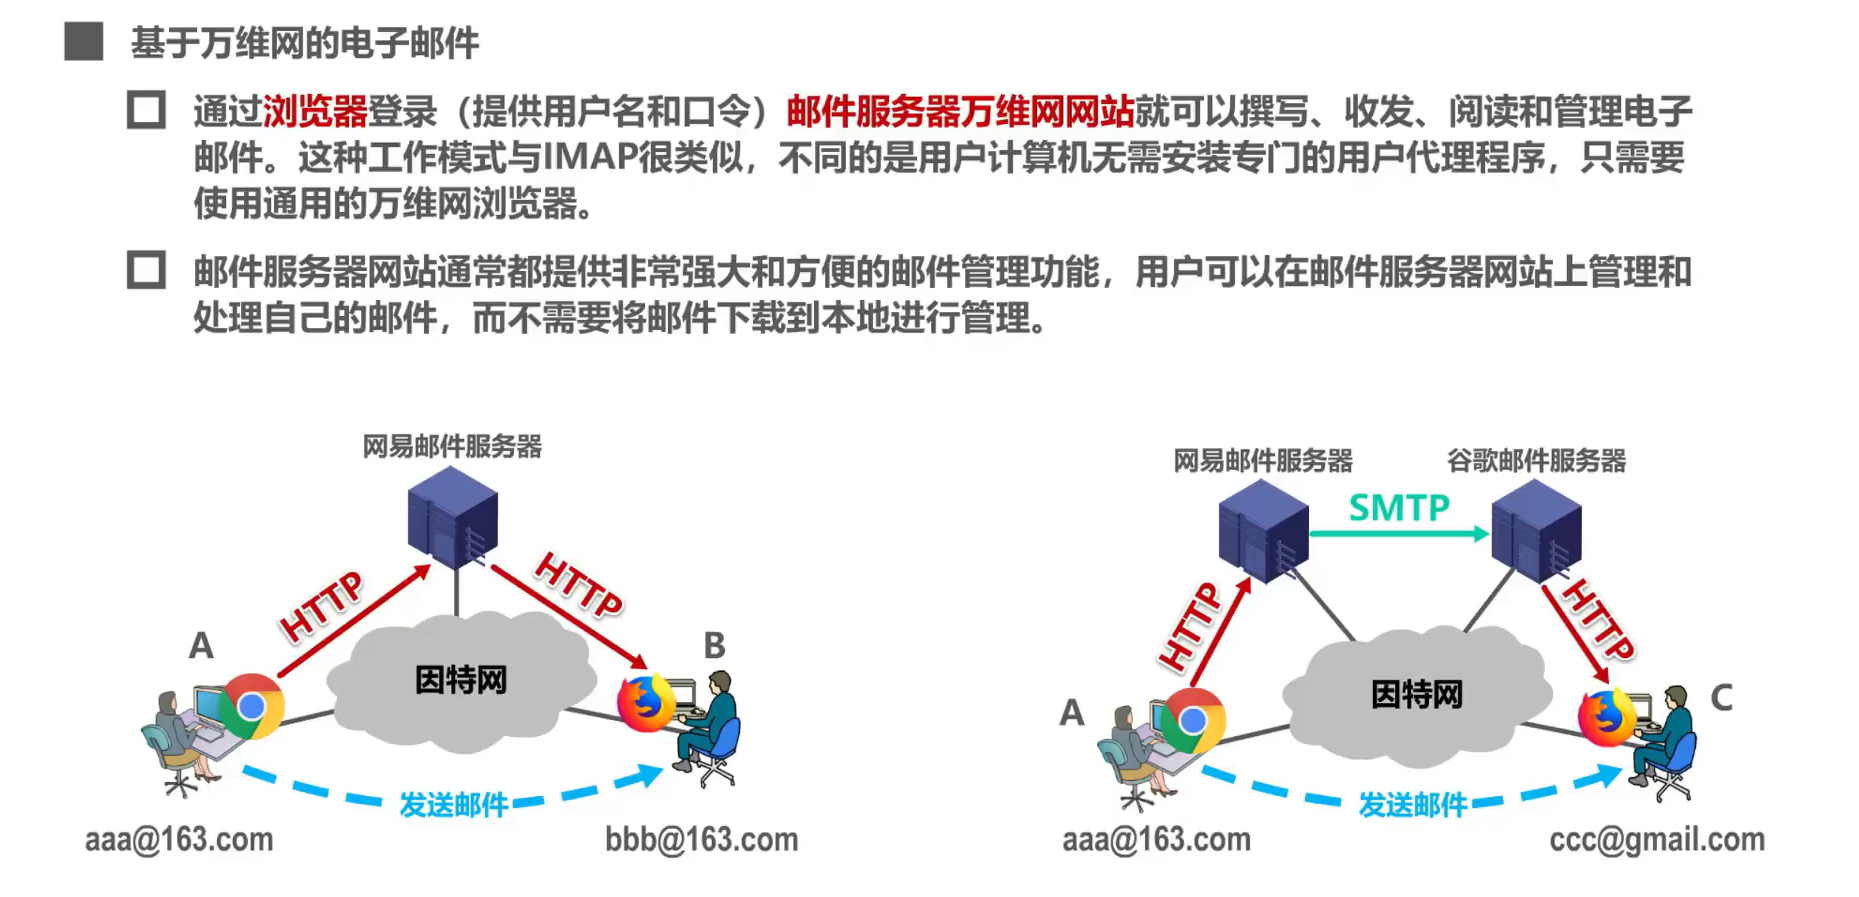 基于万维网的电子邮件
通过浏览器登录（提供用户名和口令）邮件服务器万维网网站就可以撰写、收发、阅读和管理电子
邮件。这种工作模式与IMAP很类似，不同的是用户计算机无需安装专门的用户代理程序，只需要
使用通用的万维网浏览器。
邮件服务器网站通常都提供非常强大和方便的邮件管理功能，用户可以在邮件服务器网站上管理和
处理自己的邮件，而不需要将邮件下载到本地进行管理。
网易邮件服务器
HTTP
HTTP
A
B
因特网
发送邮件
aaa@163.com
bbb@163.com
网易邮件服务器
谷歌邮件服务器
SMTP
HTTP
HTTP
A
C
因特网
发送邮件
aaa@163.com
ccc@gmail.com